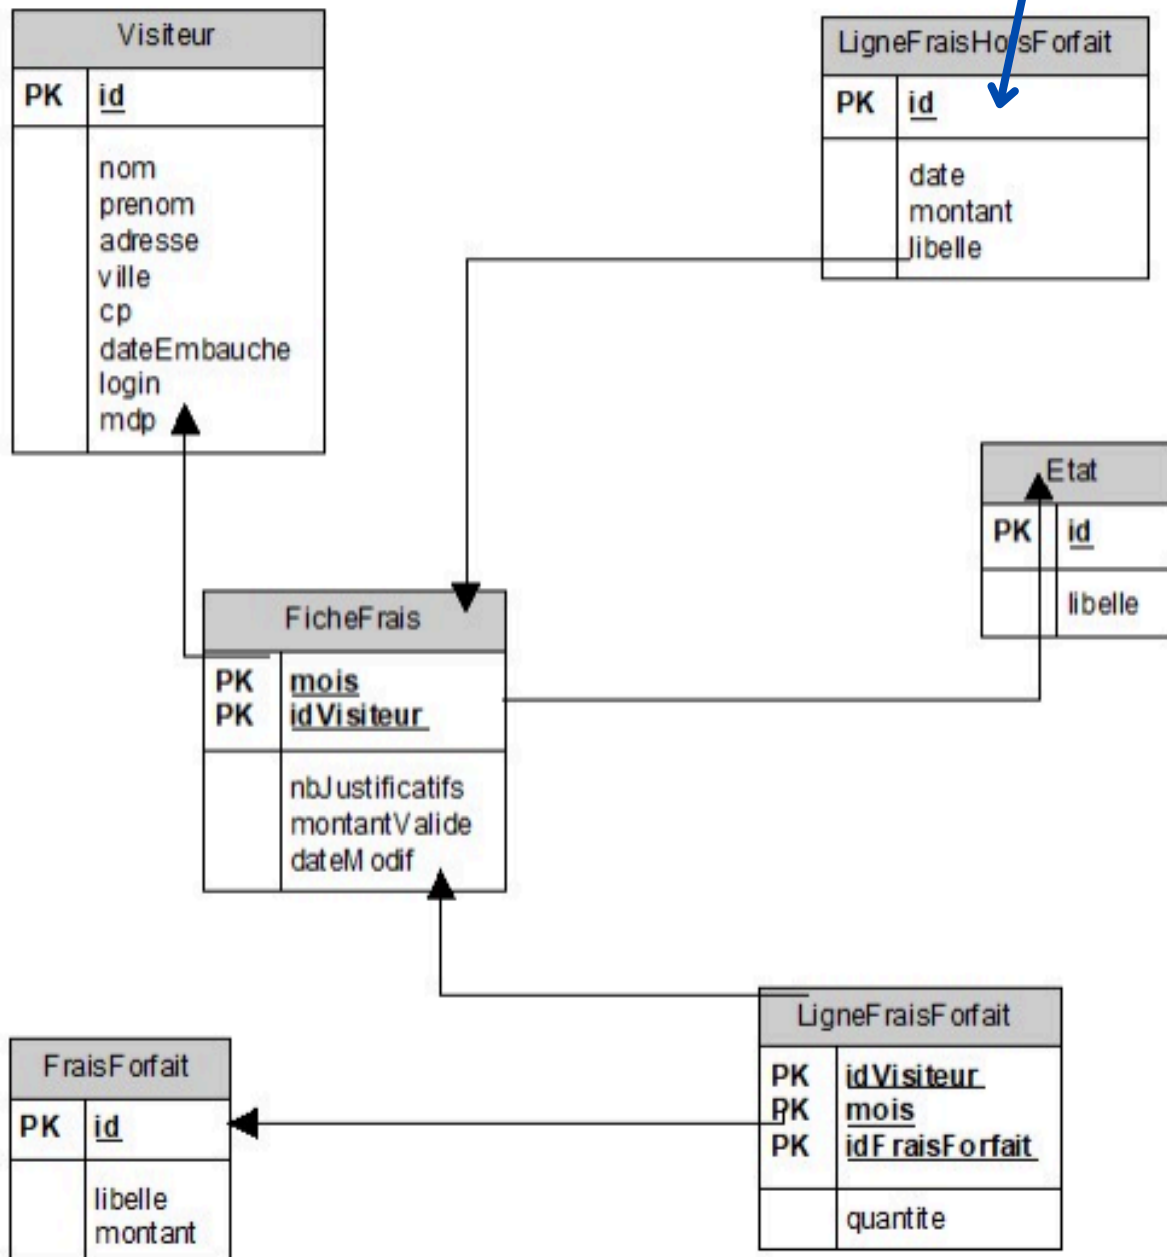 Visiteur
PK id
nom
prenom
adresse
ville
cp
dateEmbauche
login
mdp
LigneFraisHorsForfait
PK id
date
montant
libelle
Etat
PK id
libelle
FicheFrais
PK mois
PK idVisiteur
nbJustificatifs
montantValide
dateModif
LigneFraisForfait
PK idVisiteur
PK mois
PK idFraisForfait
quantite
FraisForfait
PK id
libelle
montant